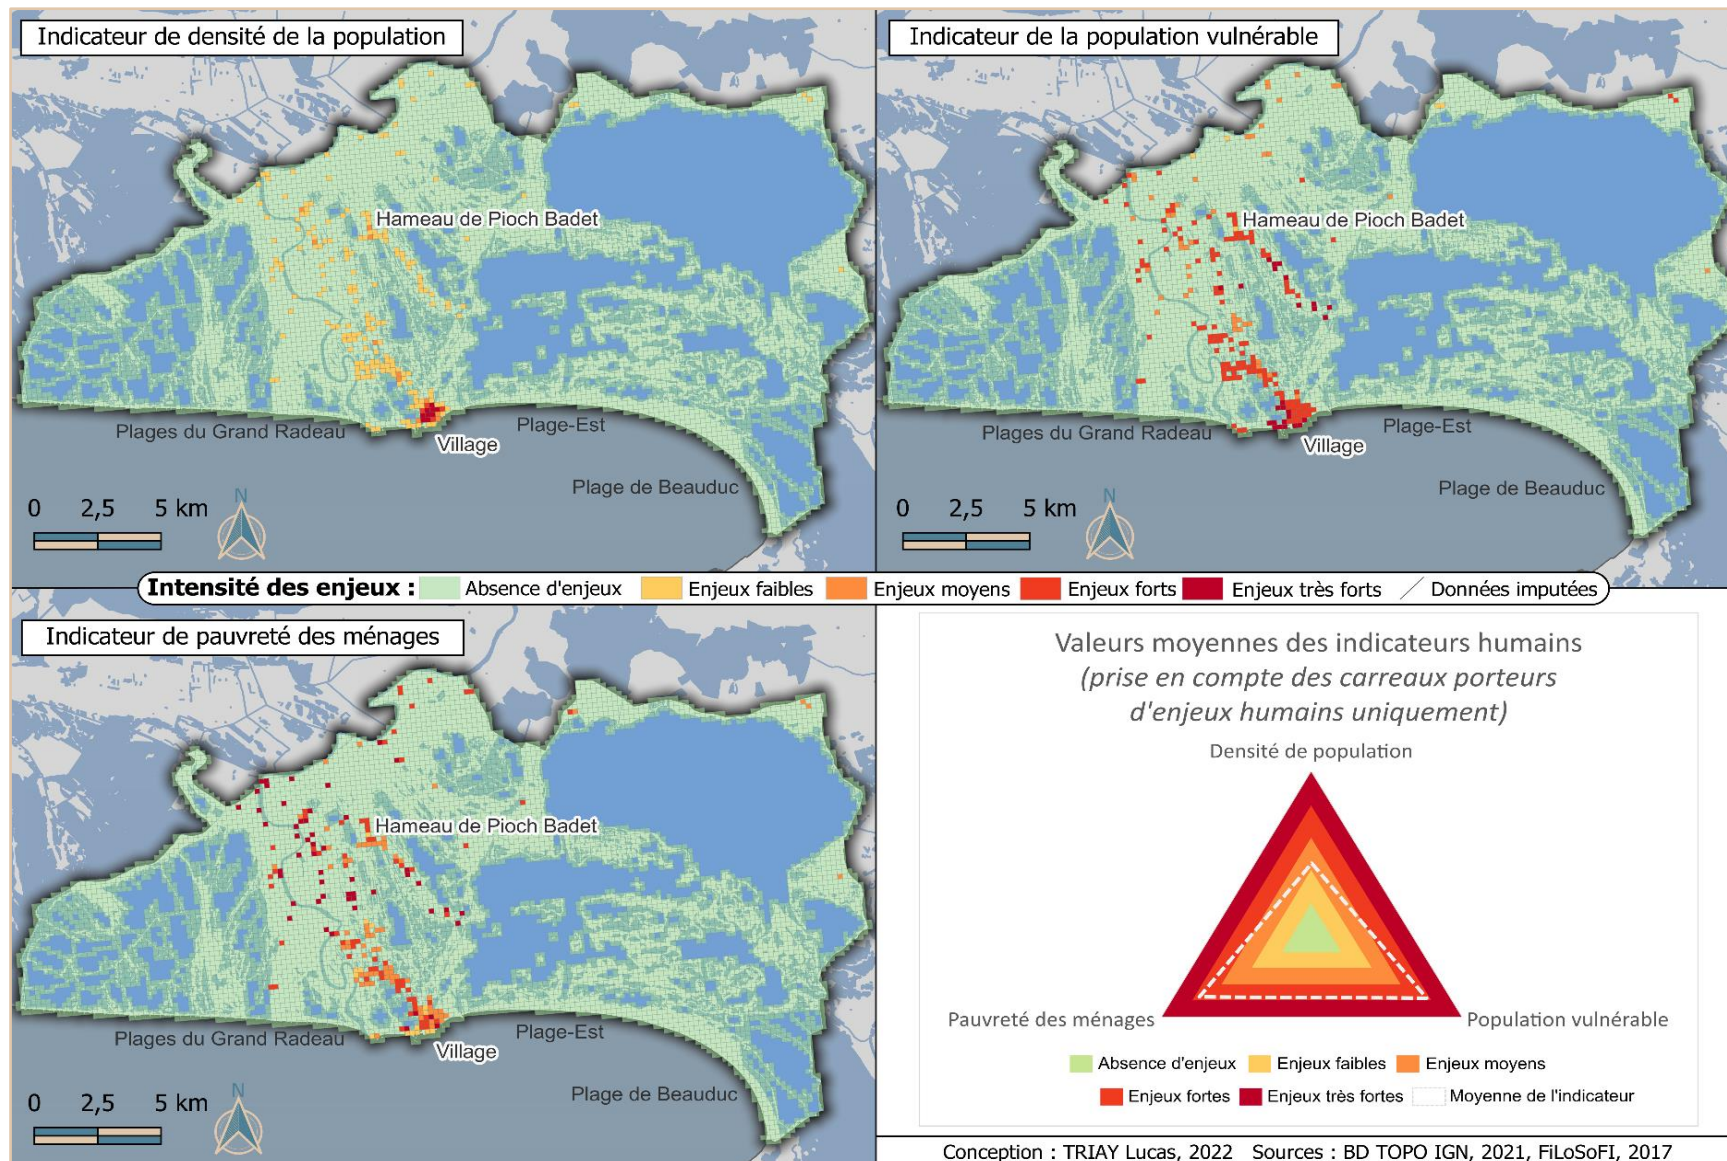 Indicateur de densité de la population
Hameau de Pioch Badet
Plages du Grand Radeau
Plage-Est
Village
Plage de Beauduc
0 2,5 5 km
N
Indicateur de la population vulnérable
Hameau de Pioch Badet
Plages du Grand Radeau
Plage-Est
Village
Plage de Beauduc
0 2,5 5 km
N
Intensité des enjeux : Absence d'enjeux Enjeux faibles Enjeux moyens Enjeux forts Enjeux très forts Données imputées
Indicateur de pauvreté des ménages
Hameau de Pioch Badet
Plages du Grand Radeau
Plage-Est
Village
Plage de Beauduc
0 2,5 5 km
N
Valeurs moyennes des indicateurs humains
(prise en compte des carreaux porteurs
d'enjeux humains uniquement)
Densité de population
Pauvreté des ménages
Population vulnérable
Absence d'enjeux Enjeux faibles Enjeux moyens
Enjeux fortes Enjeux très fortes Moyenne de l'indicateur
Conception : TRIAY Lucas, 2022 Sources : BD TOPO IGN, 2021, FiLoSoFI, 2017